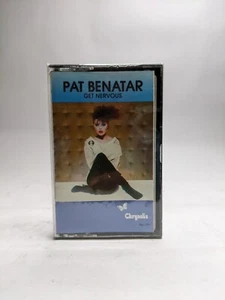 PAT BENATAR
GET NERVOUS
Chrysalis